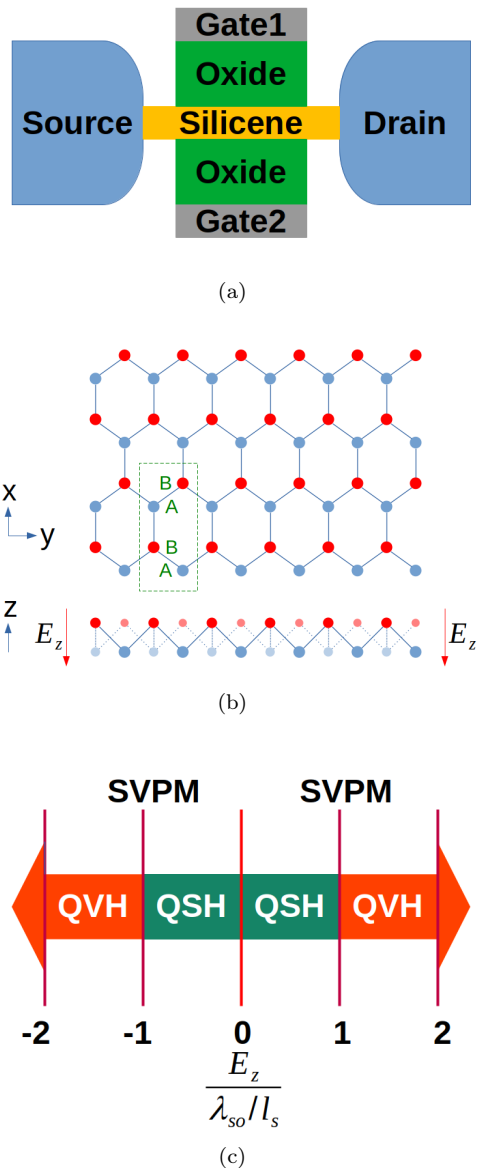 Gate1
Oxide
Source Silicene Drain
Oxide
Gate2
(a)
B
A
x
y
B
A
z
E_z E_z
(b)
SVPM SVPM
QVH QSH QSH QVH
-2 -1 0 1 2
E_z
λ_so/l_s
(c)